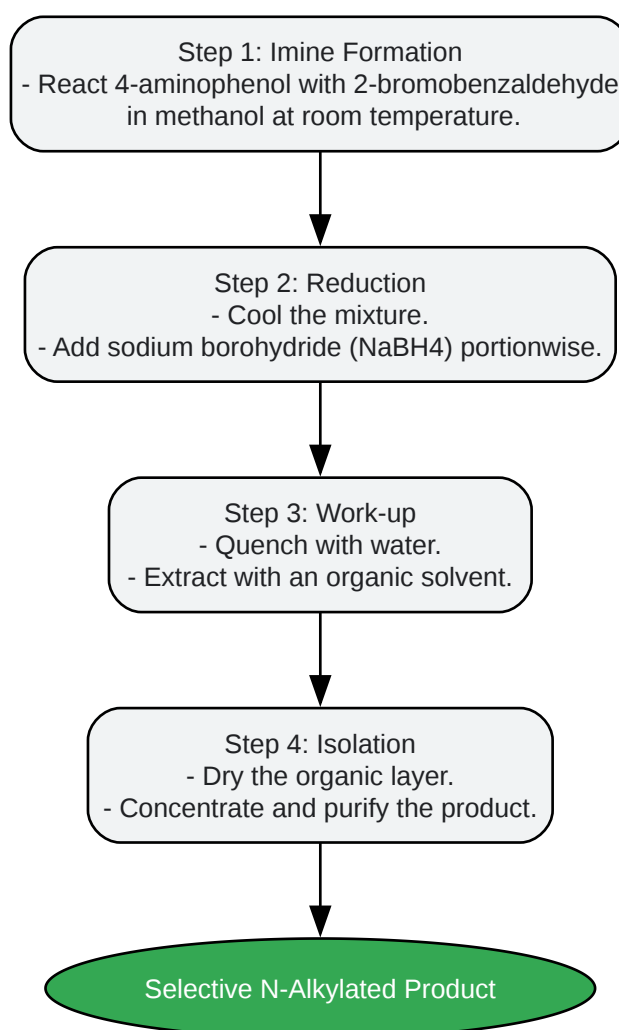 Step 1: Imine Formation
- React 4-aminophenol with 2-bromobenzaldehyde
in methanol at room temperature.
Step 2: Reduction
- Cool the mixture.
- Add sodium borohydride (NaBH4) portionwise.
Step 3: Work-up
- Quench with water.
- Extract with an organic solvent.
Step 4: Isolation
- Dry the organic layer.
- Concentrate and purify the product.
Selective N-Alkylated Product